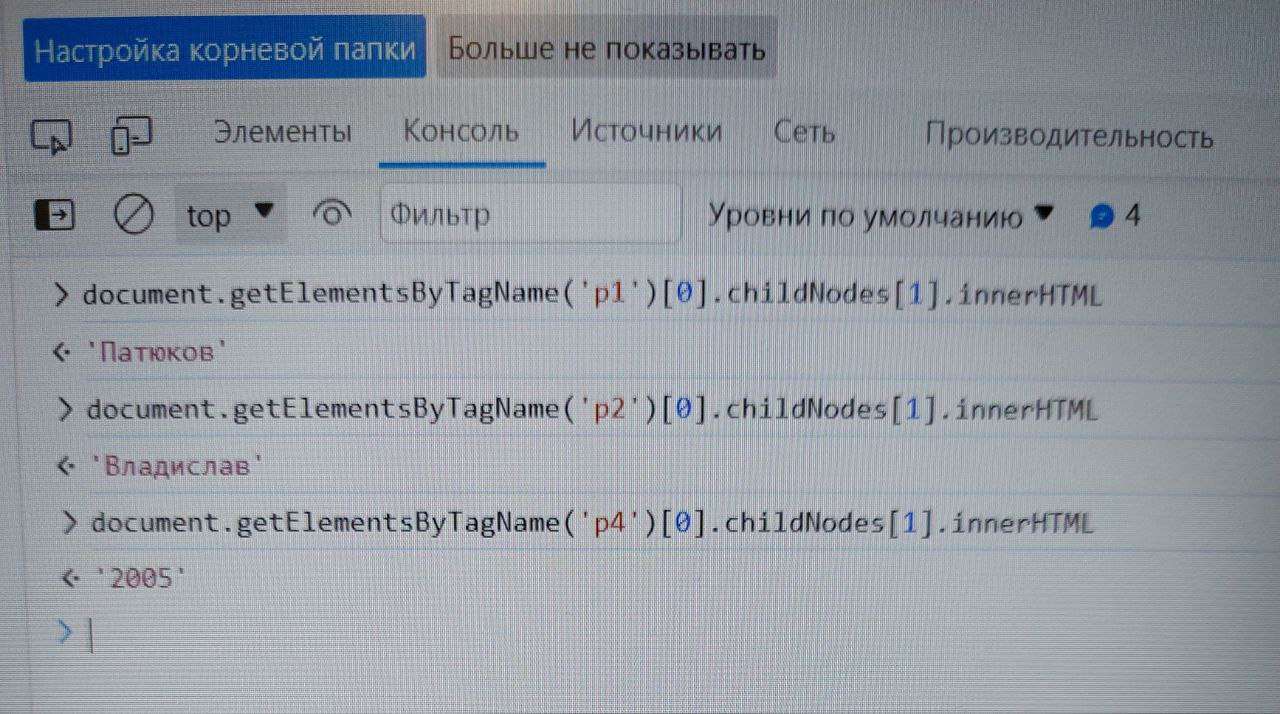 Настройка корневой папки Больше не показывать
Элементы Консоль Источники Сеть Производительность
top Фильтр Уровни по умолчанию 4
> document.getElementsByTagName('p1')[0].childNodes[1].innerHTML
<· 'Патюков'
> document.getElementsByTagName('p2')[0].childNodes[1].innerHTML
<· 'Владислав'
> document.getElementsByTagName('p4')[0].childNodes[1].innerHTML
<· '2005'
>